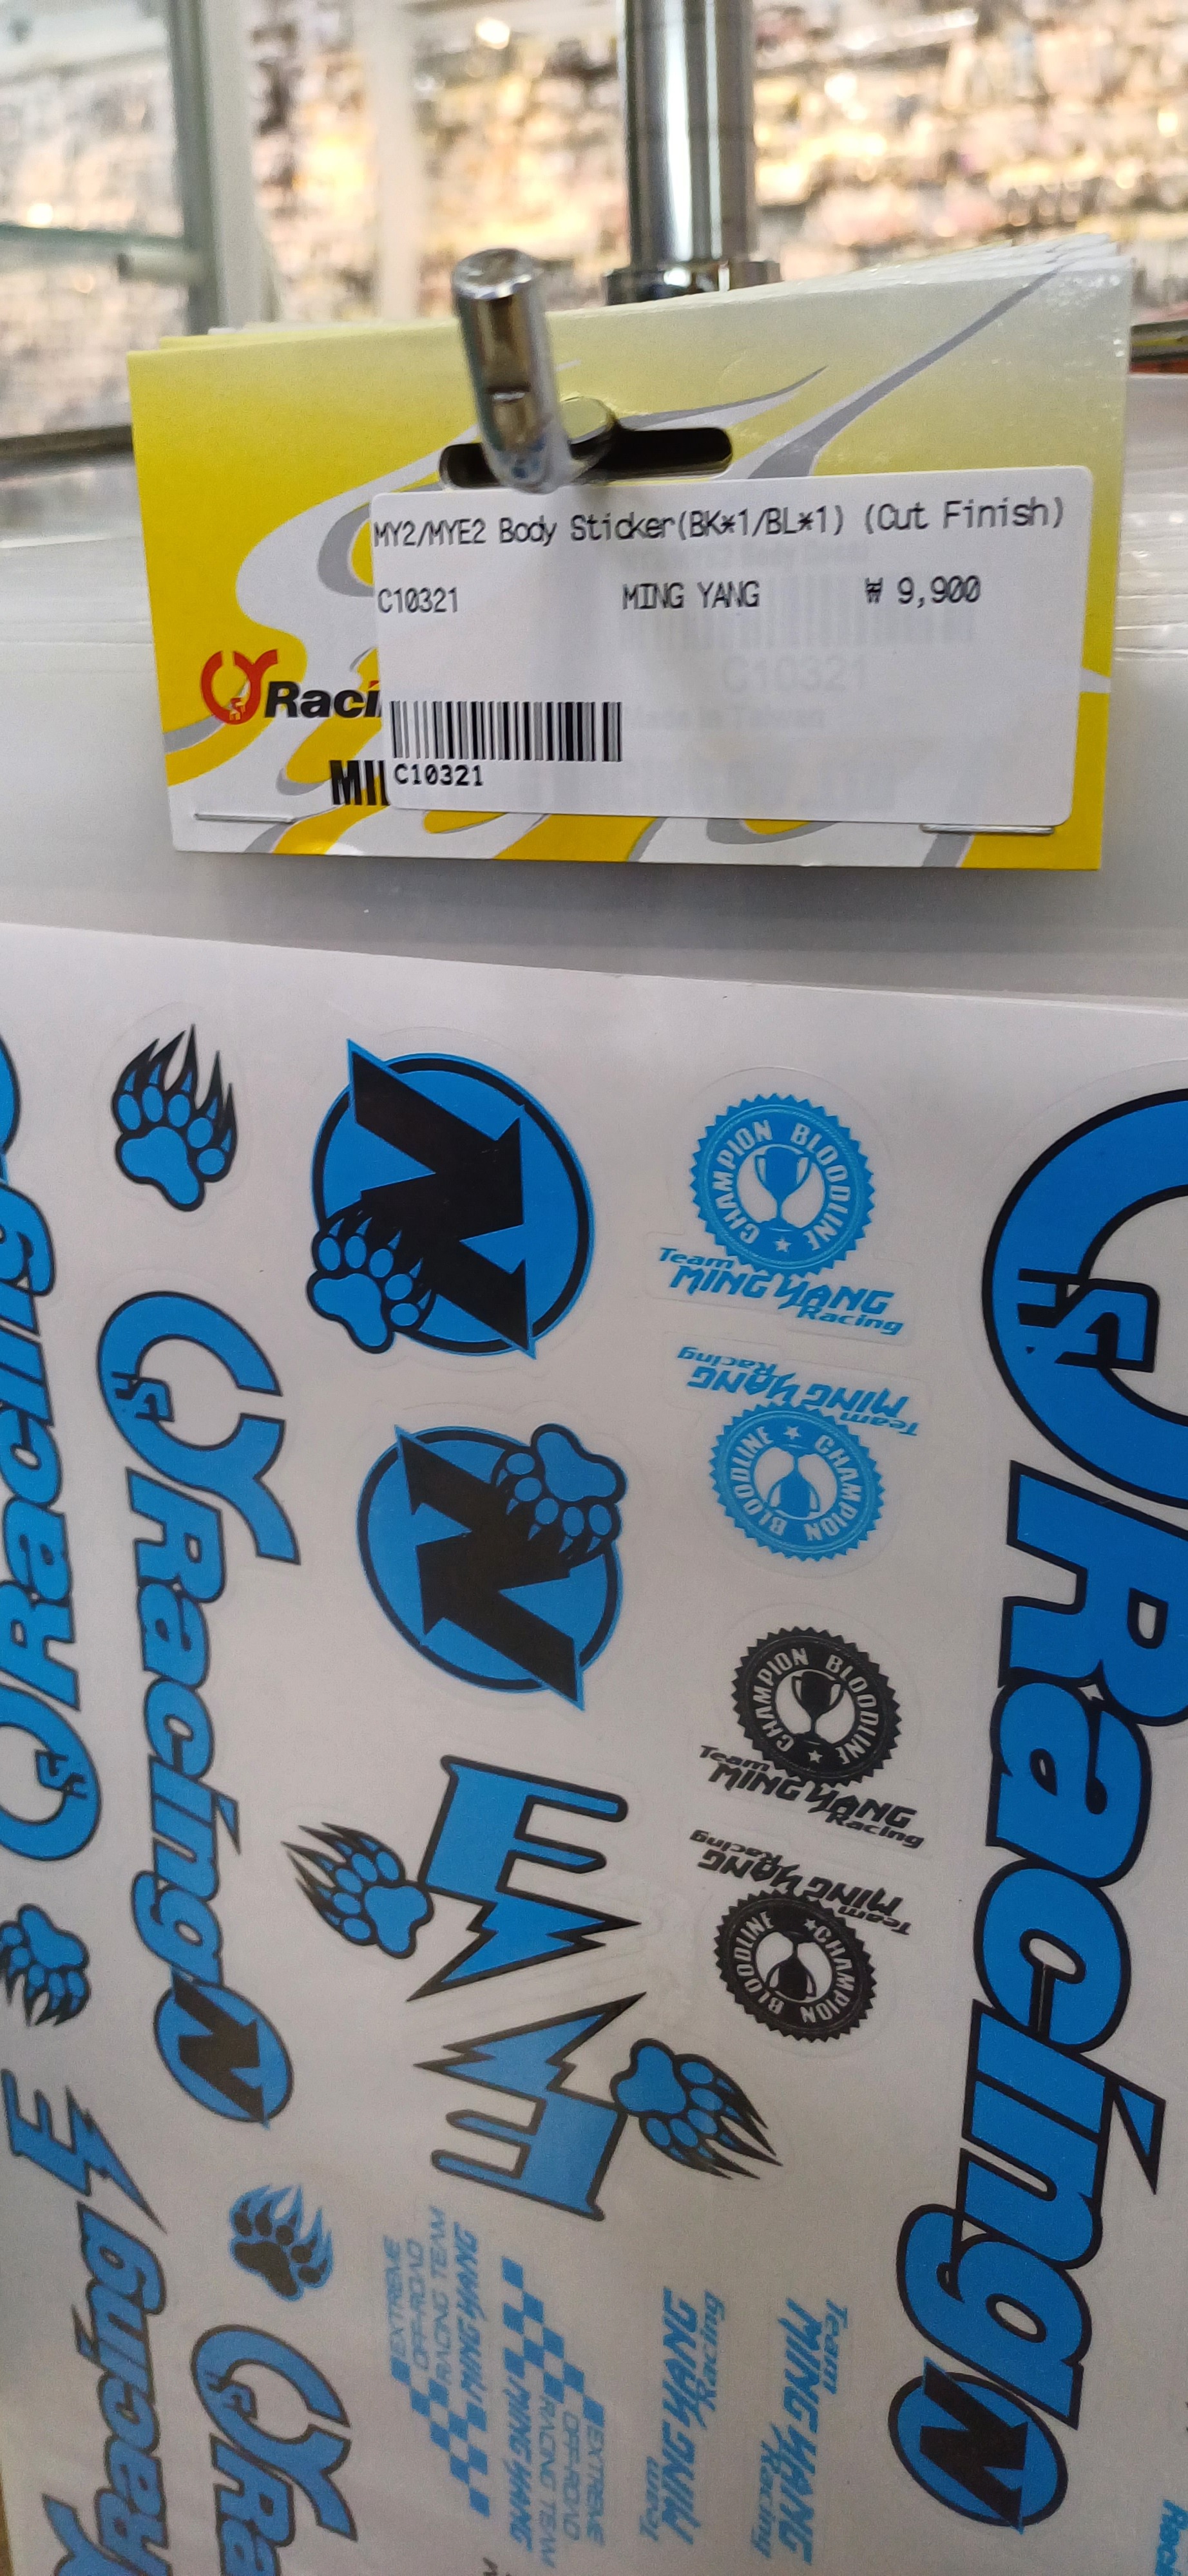 MY2/MYE2 Body Sticker(BK*1/BL*1) (Cut Finish)
C10321 MING YANG ₩ 9,900
C10321
Raci
MI
CHAMPION BLOODLINE
Team
MING YANG
Racing
Team
MING YANG
Racing
CHAMPION BLOODLINE
CHAMPION BLOODLINE
Team
MING YANG
Racing
Team
MING YANG
Racing
CHAMPION BLOODLINE
Racing
Racing
N
Racing N
N
N
E
E
E
Racing
Ra
EXTREME
OFF-ROAD
RACING TEAM
MING YANG
MING YANG
RACING TEAM
OFF-ROAD
EXTREME
Team
MING YANG
Racing
Team
MING YANG
Racing